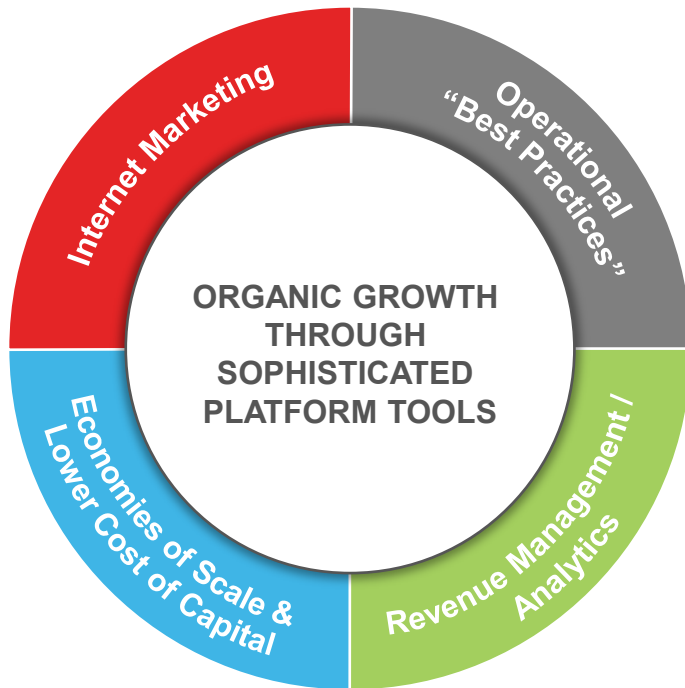 Internet Marketing
Operational
“Best Practices”
ORGANIC GROWTH
THROUGH
SOPHISTICATED
PLATFORM TOOLS
Economies of Scale &
Lower Cost of Capital
Revenue Management /
Analytics